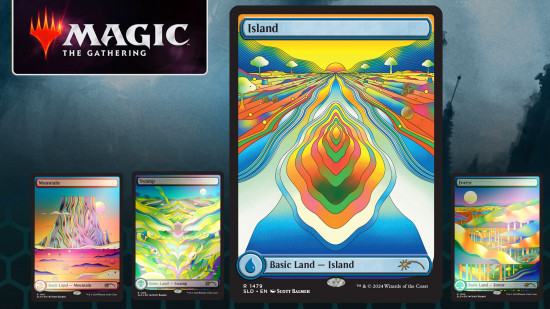 MAGIC
THE GATHERING
Island
Basic Land — Island
R 1479
SLD • EN SCOTT BALMER
™ & © 2024 Wizards of the Coast
Mountain
Basic Land — Mountain
Swamp
Basic Land — Swamp
Forest
Basic Land — Forest